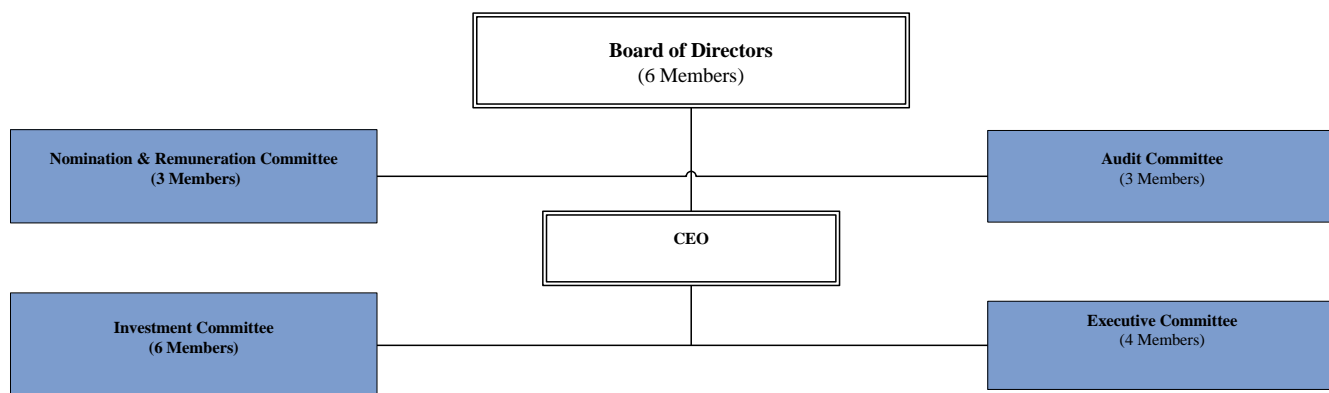 Board of Directors
(6 Members)
Nomination & Remuneration Committee
(3 Members)
Audit Committee
(3 Members)
CEO
Investment Committee
(6 Members)
Executive Committee
(4 Members)